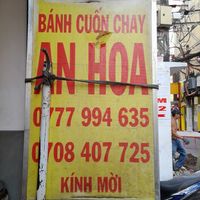 BÁNH CUỐN CHAY
AN HOA
0777 994 635
0708 407 725
KÍNH MỜI